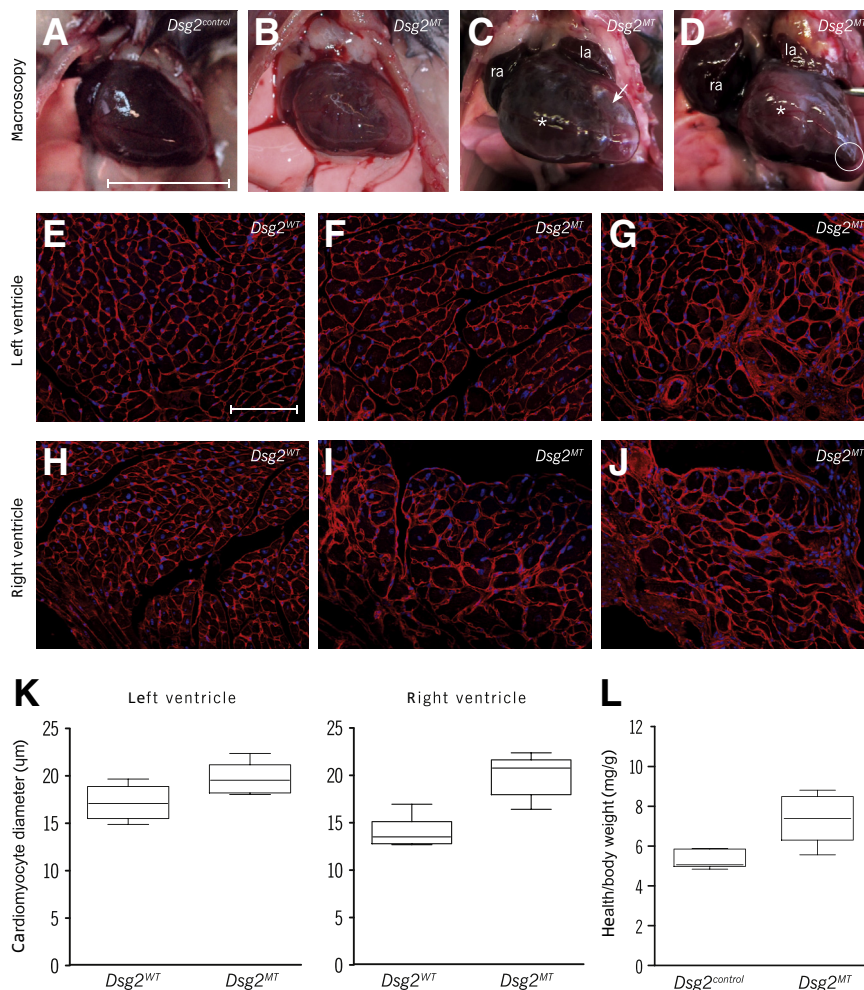 Macroscopy
A Dsg2control
B Dsg2MT
C Dsg2MT
ra
la
*
D Dsg2MT
ra
la
*
Left ventricle
E Dsg2WT
F Dsg2MT
G Dsg2MT
Right ventricle
H Dsg2WT
I Dsg2MT
J Dsg2MT
K
Left ventricle
Cardiomyocyte diameter (µm)
25
20
15
10
5
0
Dsg2WT Dsg2MT
Right ventricle
25
20
15
10
5
0
Dsg2WT Dsg2MT
L
Health/body weight (mg/g)
12
10
8
6
4
2
0
Dsg2control Dsg2MT